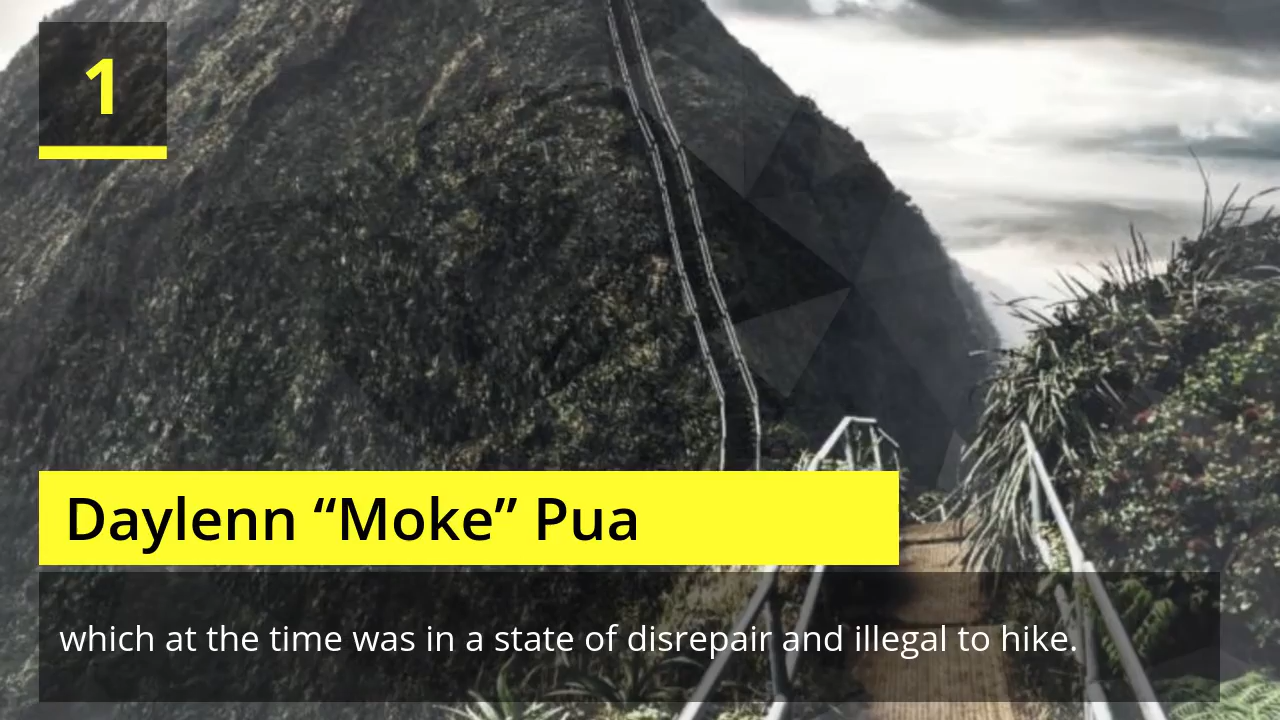 1
Daylenn “Moke” Pua
which at the time was in a state of disrepair and illegal to hike.